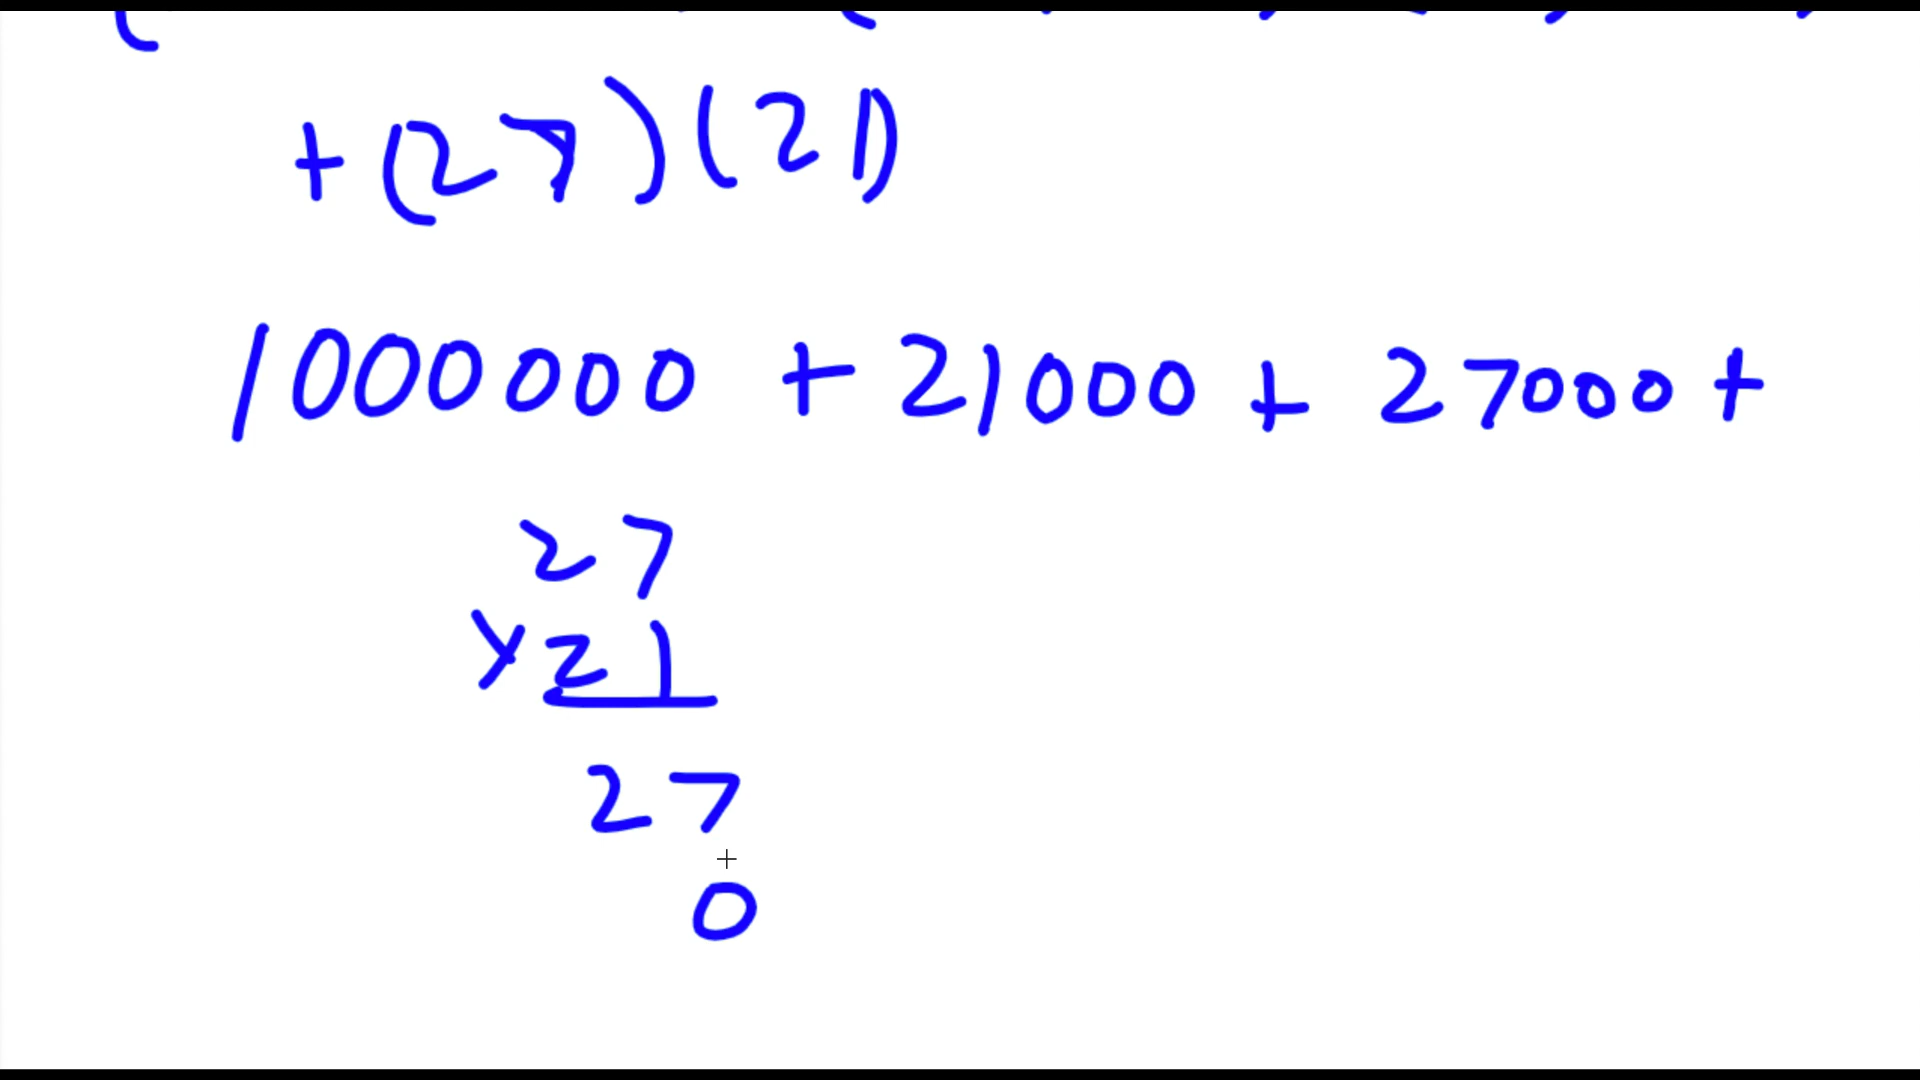 +(27)(21)
1000000 + 21000 + 27000 +
27
x21
27
0